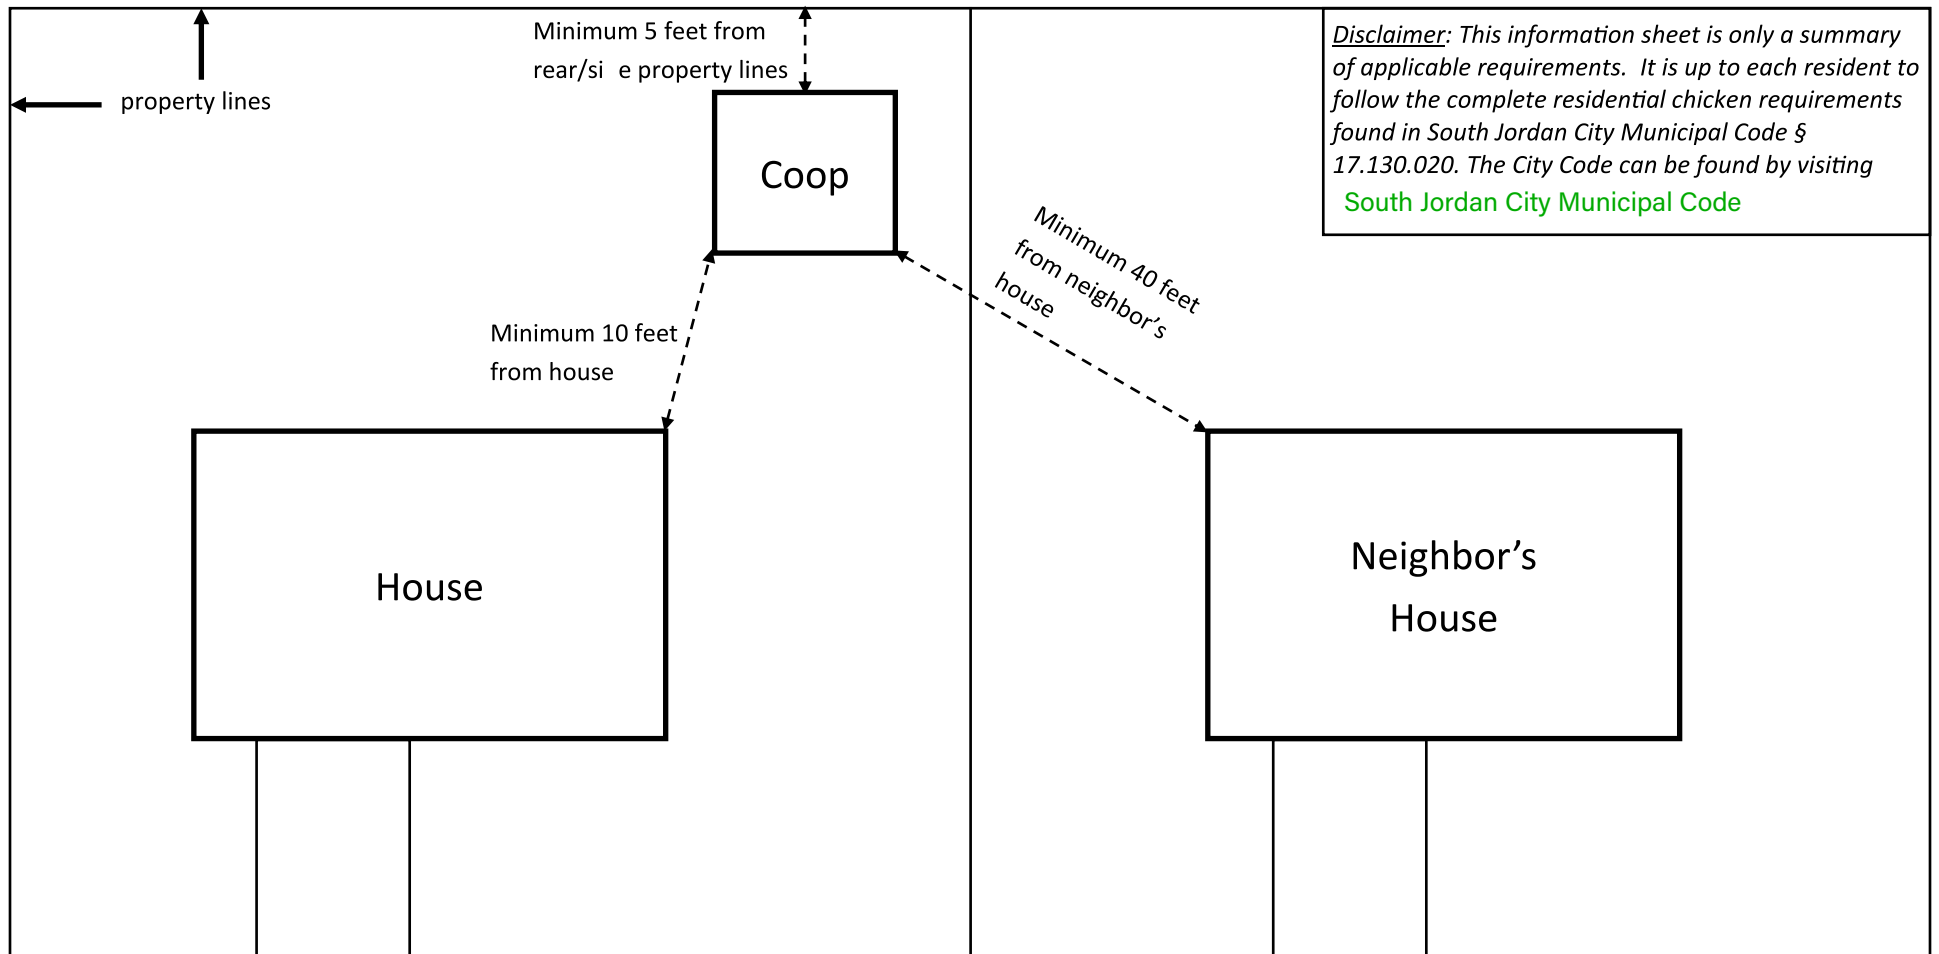 Minimum 5 feet from
rear/si e property lines
property lines
Coop
Disclaimer: This information sheet is only a summary
of applicable requirements. It is up to each resident to
follow the complete residential chicken requirements
found in South Jordan City Municipal Code §
17.130.020. The City Code can be found by visiting
South Jordan City Municipal Code
Minimum 40 feet
from neighbor’s
house
Minimum 10 feet
from house
House
Neighbor’s
House